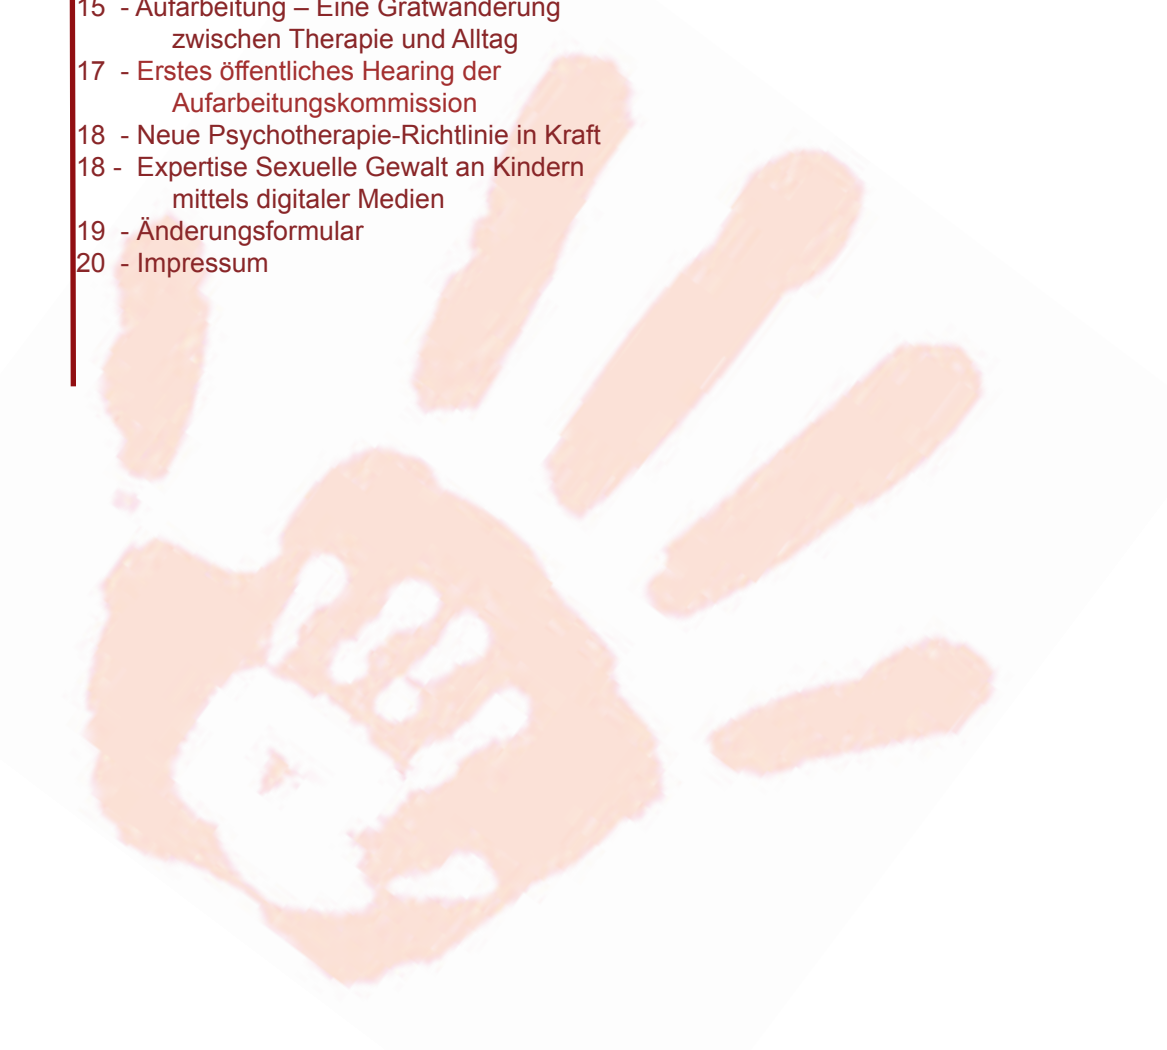 15 - Aufarbeitung – Eine Gratwanderung
zwischen Therapie und Alltag
17 - Erstes öffentliches Hearing der
Aufarbeitungskommission
18 - Neue Psychotherapie-Richtlinie in Kraft
18 - Expertise Sexuelle Gewalt an Kindern
mittels digitaler Medien
19 - Änderungsformular
20 - Impressum